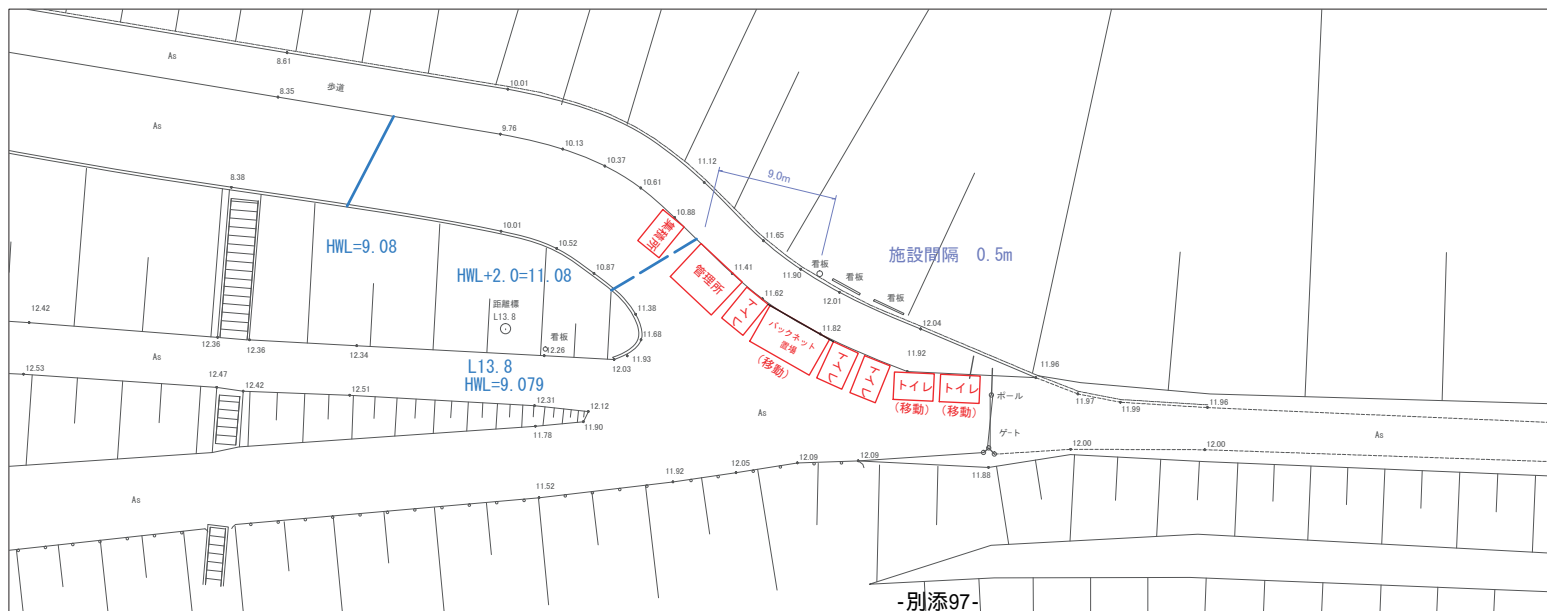 As
8.61
歩道
8.35
10.01
As
9.76
10.13
10.37
11.12
9.0m
10.61
8.38
10.88
集積所
10.01
11.65
HWL=9.08
10.52
施設間隔 0.5m
10.87
HWL+2.0=11.08
11.41
管理所
11.90
看板
看板
11.62
トイレ
12.01
看板
距離標
L13.8
11.38
バックネット
置場
(移動)
11.82
12.04
12.42
看板
11.68
トイレ
トイレ
11.92
12.36
12.36
12.34
12.26
11.93
As
12.03
11.96
L13.8
HWL=9.079
12.53
12.47
12.42
12.51
トイレ
(移動)
トイレ
(移動)
ポール
11.97
11.99
11.96
12.31
12.12
As
11.78
11.90
ゲート
As
12.00
12.00
12.09
12.09
12.05
11.92
11.88
As
11.52
-別添97-